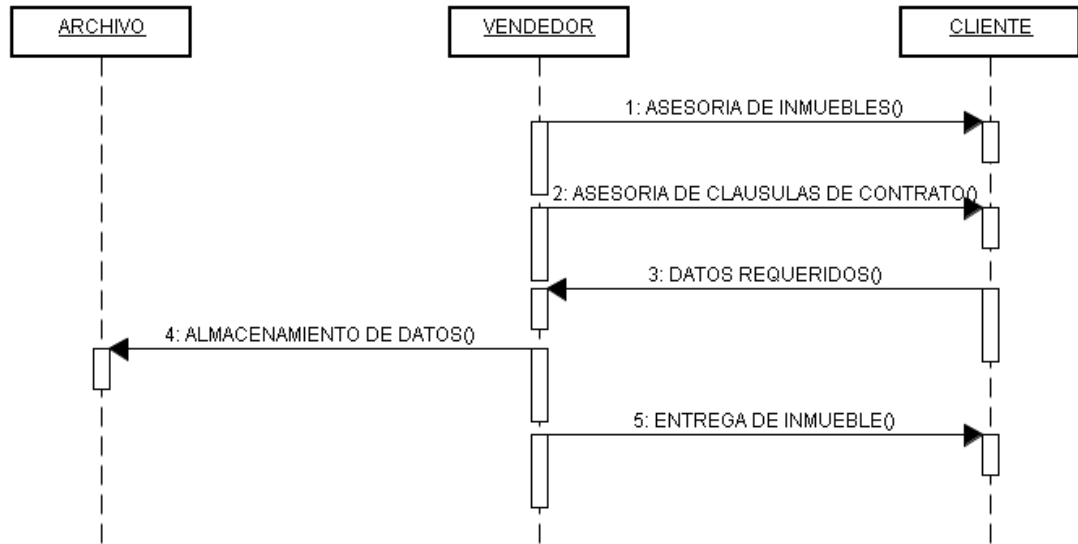 ARCHIVO
VENDEDOR
CLIENTE
1: ASESORIA DE INMUEBLES()
2: ASESORIA DE CLAUSULAS DE CONTRATO()
3: DATOS REQUERIDOS()
4: ALMACENAMIENTO DE DATOS()
5: ENTREGA DE INMUEBLE()